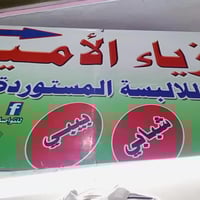 زياء الأمي
للألبسة المستوردة
شبابي
بيبي